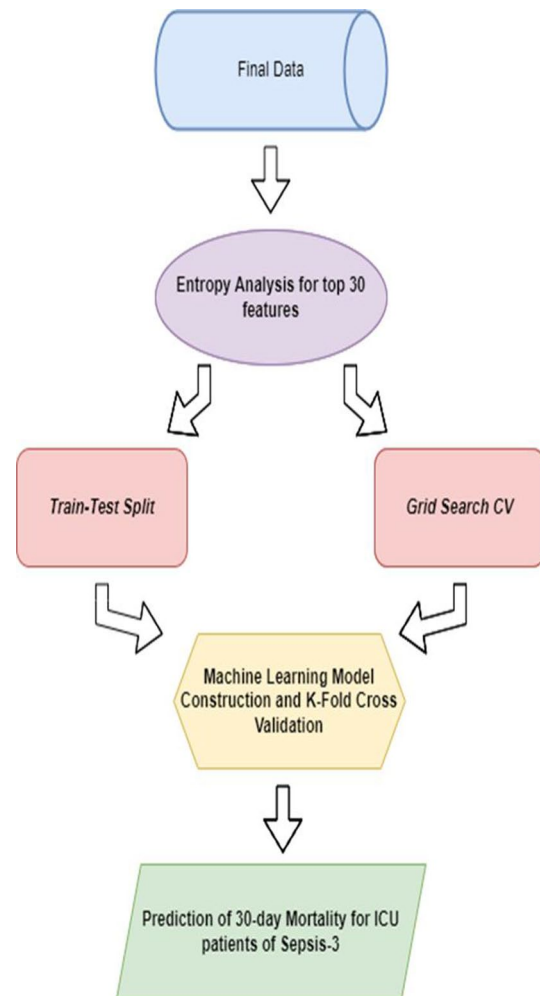 Final Data
Entropy Analysis for top 30
features
Train-Test Split
Grid Search CV
Machine Learning Model
Construction and K-Fold Cross
Validation
Prediction of 30-day Mortality for ICU
patients of Sepsis-3